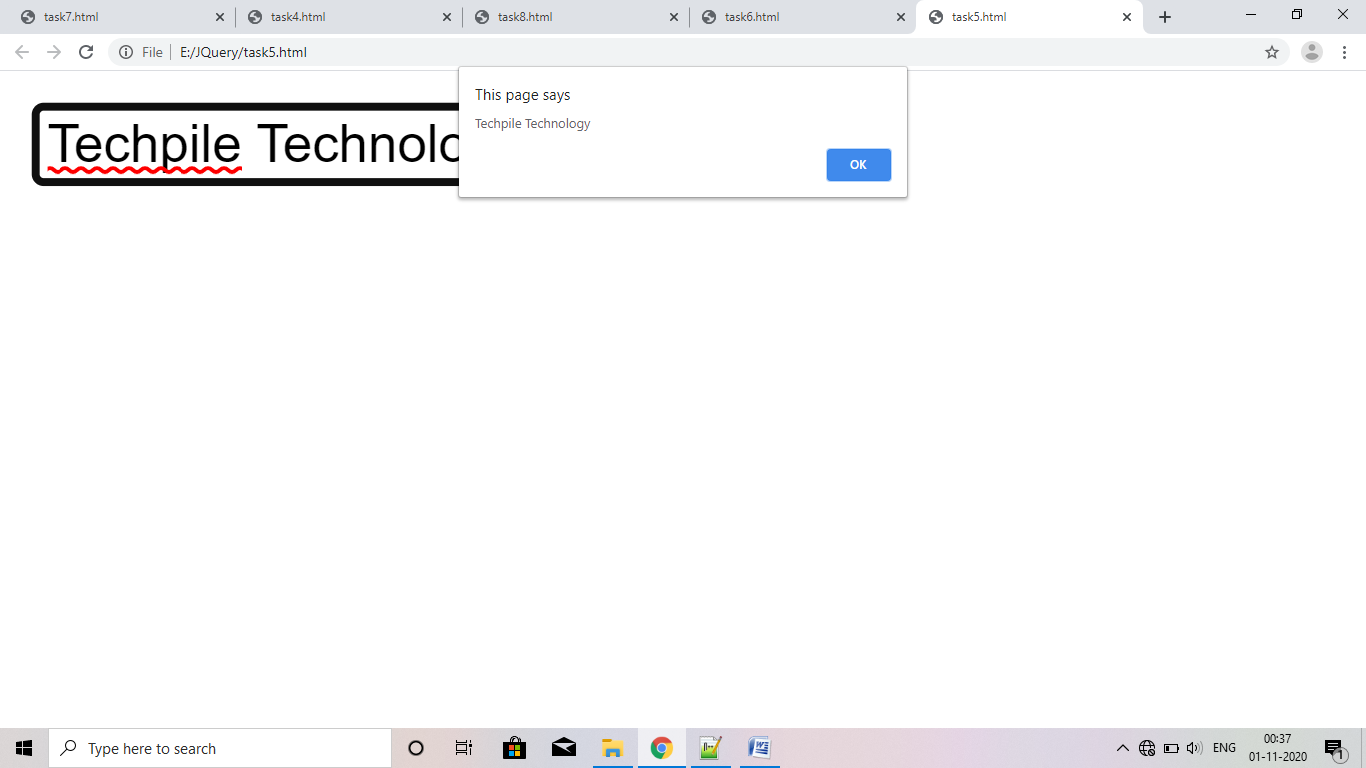 task7.html
task4.html
task8.html
task6.html
task5.html
File E:/JQuery/task5.html
This page says
Techpile Technology
OK
Techpile Technolo
Type here to search
W
ENG
00:37
01-11-2020
1